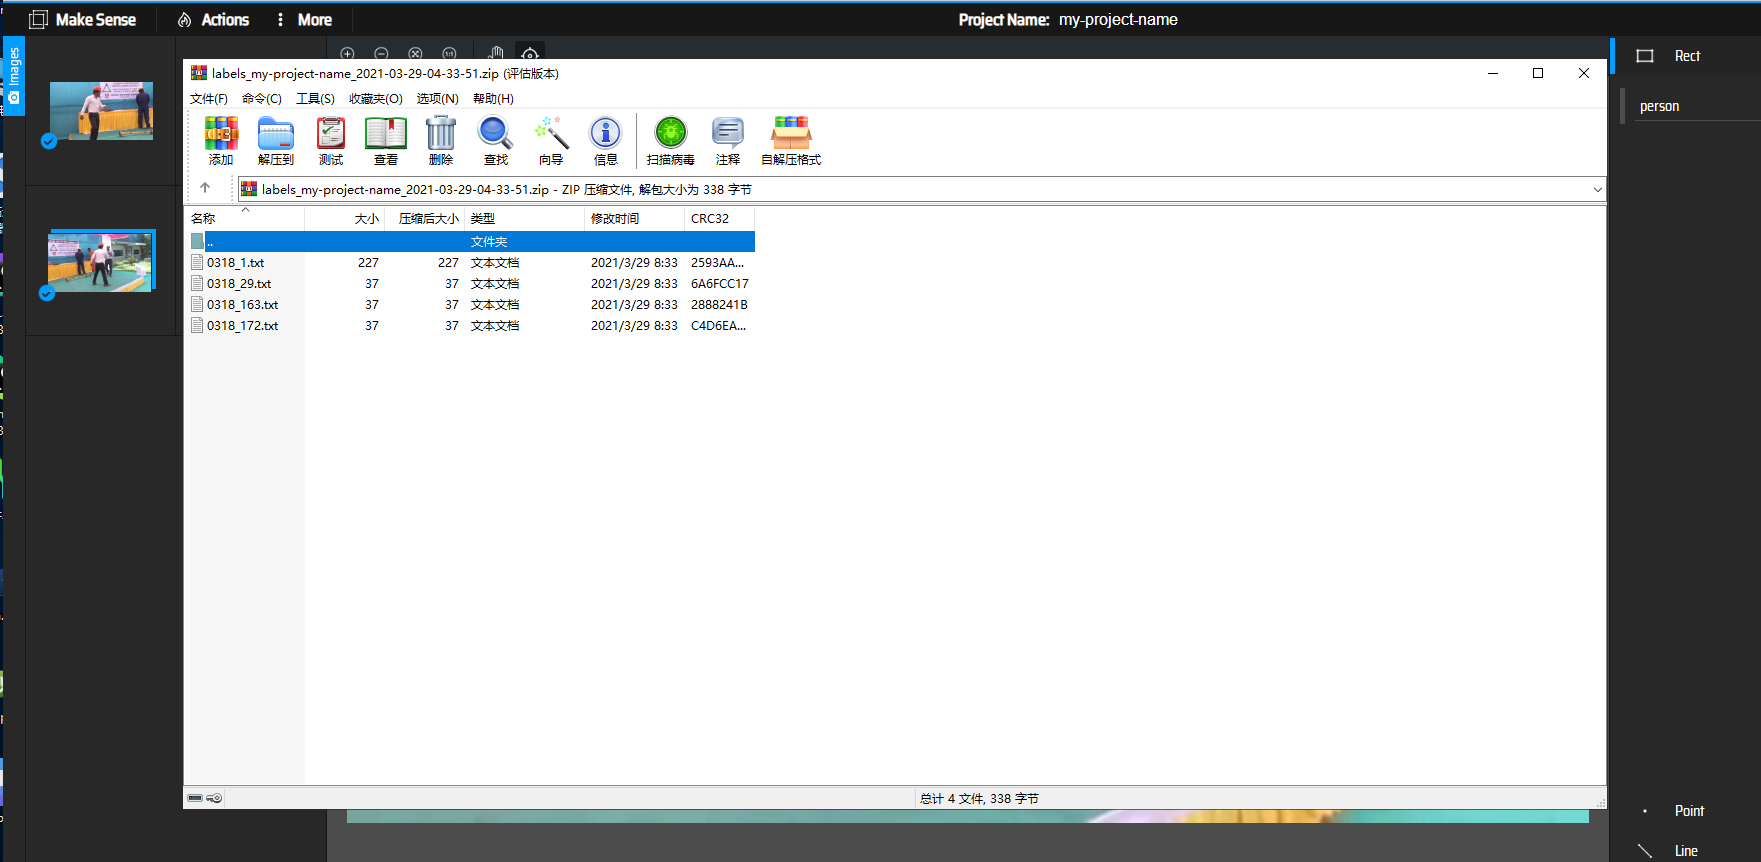 Make Sense Actions More Project Name: my-project-name
Images
labels_my-project-name_2021-03-29-04-33-51.zip (评估版本)
文件(F) 命令(C) 工具(S) 收藏夹(O) 选项(N) 帮助(H)
添加 解压到 测试 查看 删除 查找 向导 信息 扫描病毒 注释 自解压格式
labels_my-project-name_2021-03-29-04-33-51.zip - ZIP 压缩文件, 解包大小为 338 字节
名称 大小 压缩后大小 类型 修改时间 CRC32
.. 文件夹
0318_1.txt 227 227 文本文档 2021/3/29 8:33 2593AA...
0318_29.txt 37 37 文本文档 2021/3/29 8:33 6A6FCC17
0318_163.txt 37 37 文本文档 2021/3/29 8:33 2888241B
0318_172.txt 37 37 文本文档 2021/3/29 8:33 C4D6EA...
总计 4 文件, 338 字节
Rect
person
Point
Line